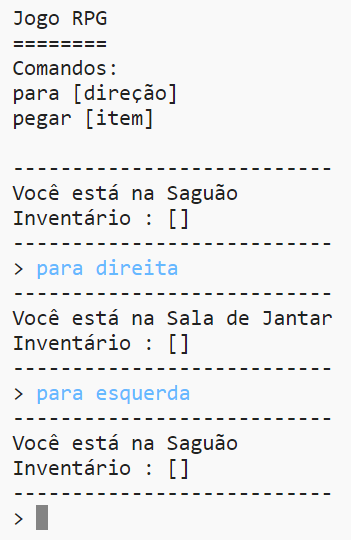 Jogo RPG
========
Comandos:
para [direção]
pegar [item]
---------------------------
Você está na Saguão
Inventário : []
---------------------------
> para direita
---------------------------
Você está na Sala de Jantar
Inventário : []
---------------------------
> para esquerda
---------------------------
Você está na Saguão
Inventário : []
---------------------------
>